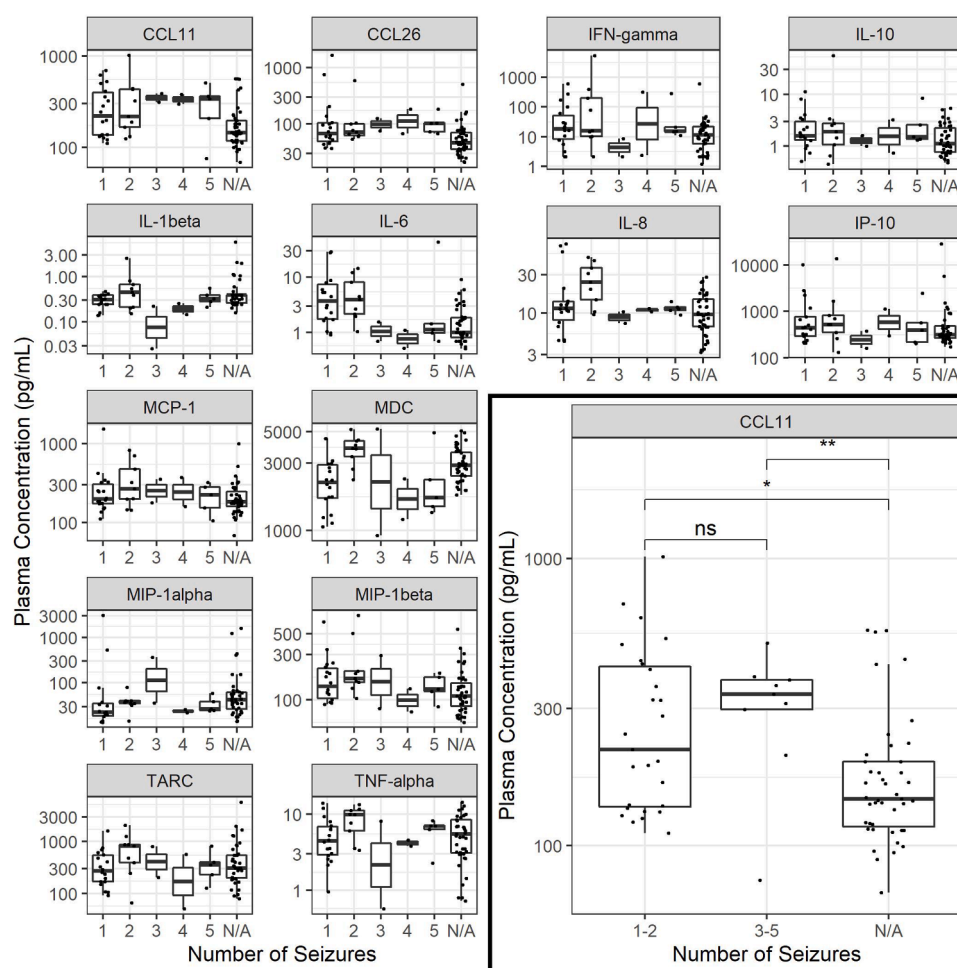 CCL11 CCL26 IFN-gamma IL-10
1000
300
100
1 2 3 4 5 N/A
1000
300
100
30
1 2 3 4 5 N/A
1000
100
10
1
1 2 3 4 5 N/A
30
10
3
1
1 2 3 4 5 N/A
IL-1beta IL-6 IL-8 IP-10
3.00
1.00
0.30
0.10
0.03
1 2 3 4 5 N/A
30
10
3
1
1 2 3 4 5 N/A
30
10
3
1 2 3 4 5 N/A
10000
1000
100
1 2 3 4 5 N/A
MCP-1 MDC
1000
300
100
1 2 3 4 5 N/A
5000
3000
1000
1 2 3 4 5 N/A
MIP-1alpha MIP-1beta
3000
1000
300
100
30
1 2 3 4 5 N/A
500
100
1 2 3 4 5 N/A
TARC TNF-alpha
3000
1000
300
100
1 2 3 4 5 N/A
10
3
1
1 2 3 4 5 N/A
Plasma Concentration (pg/mL)
Number of Seizures
CCL11
**
*
ns
1000
300
100
1-2 3-5 N/A
Plasma Concentration (pg/mL)
Number of Seizures